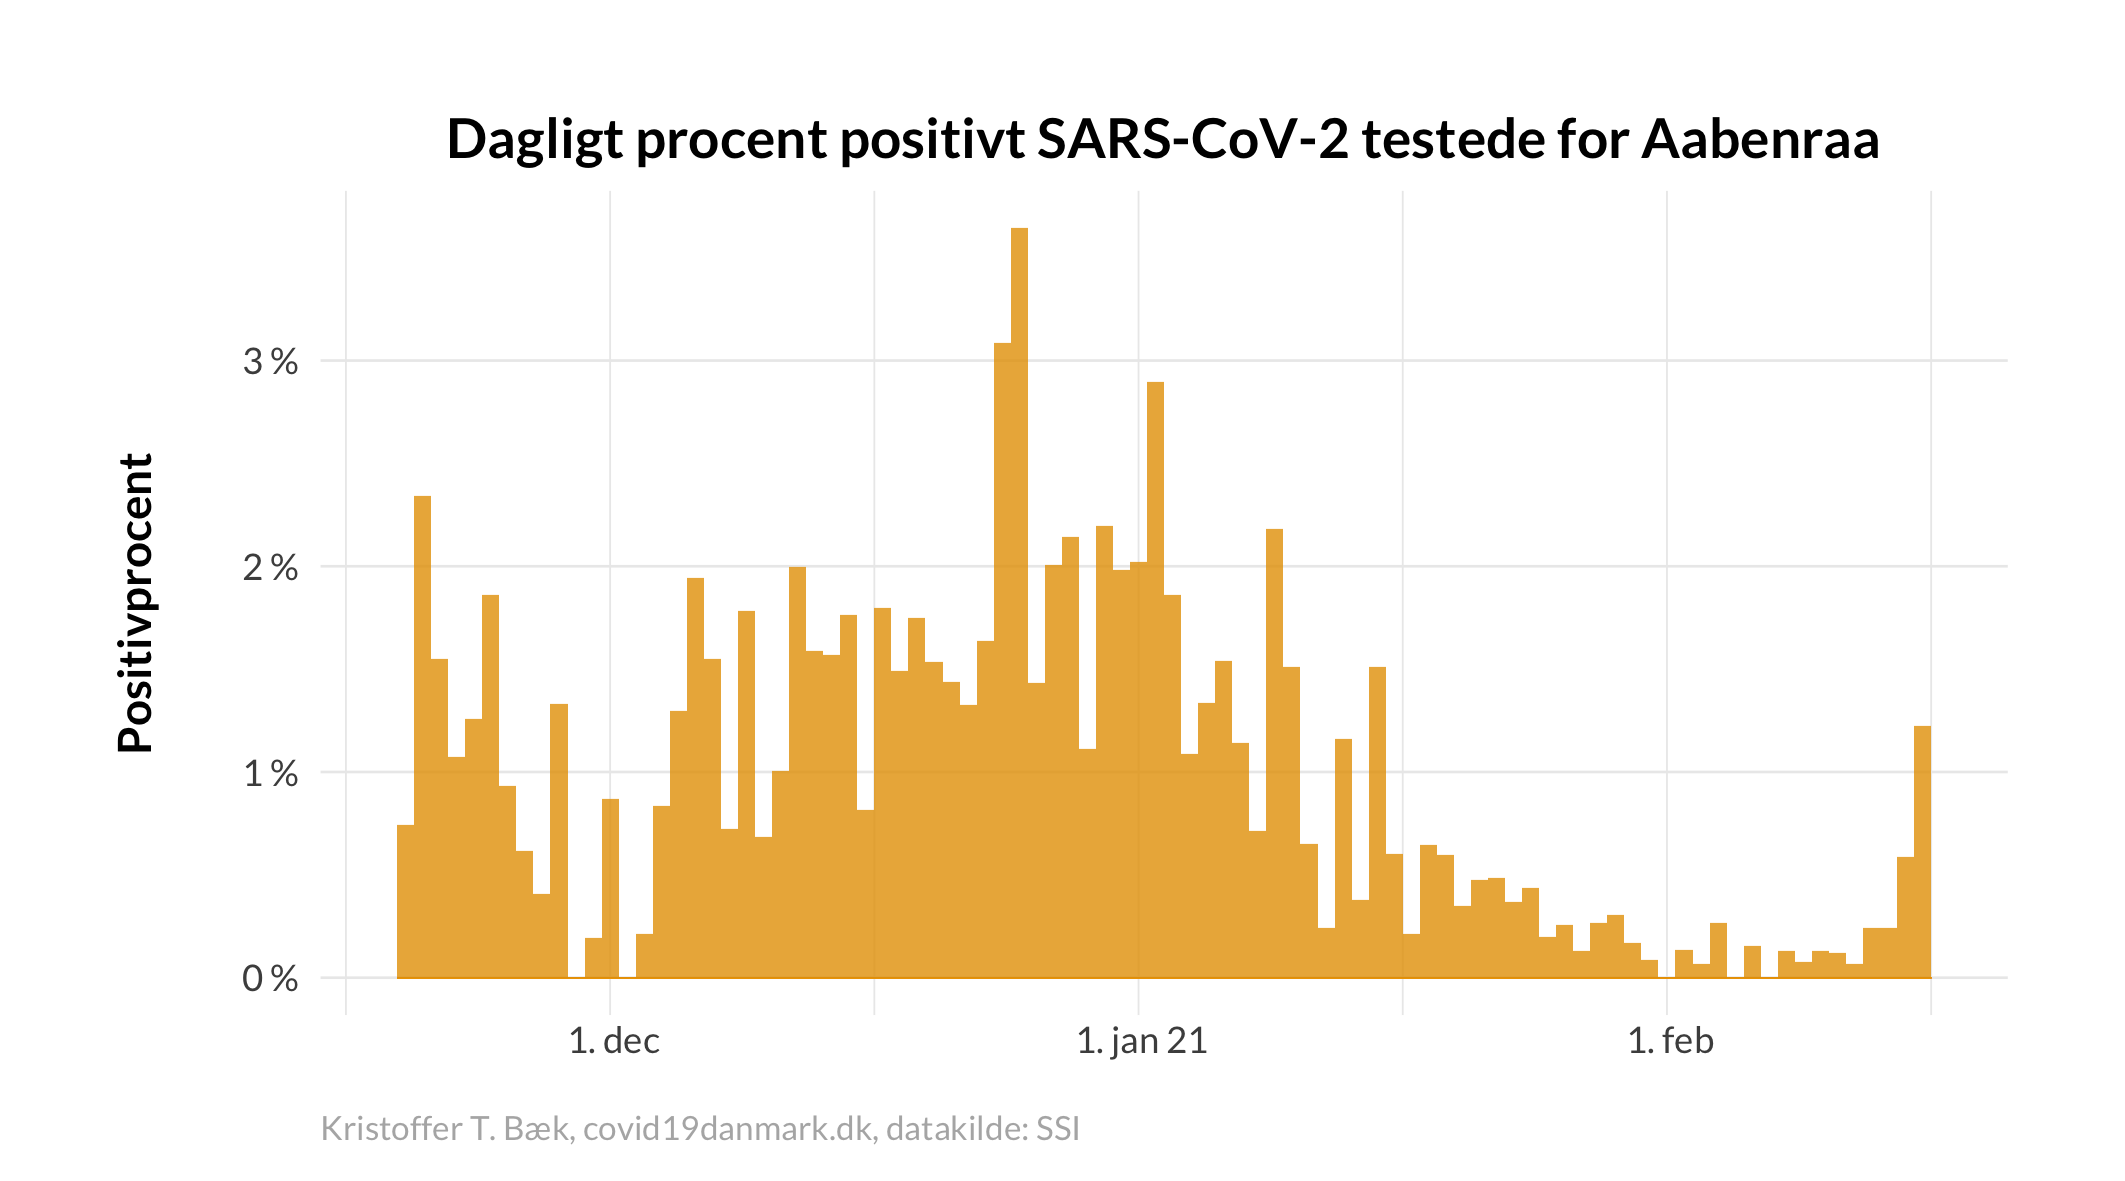 Dagligt procent positivt SARS-CoV-2 testede for Aabenraa
Positivprocent
3 %
2 %
1 %
0 %
1. dec
1. jan 21
1. feb
Kristoffer T. Bæk, covid19danmark.dk, datakilde: SSI